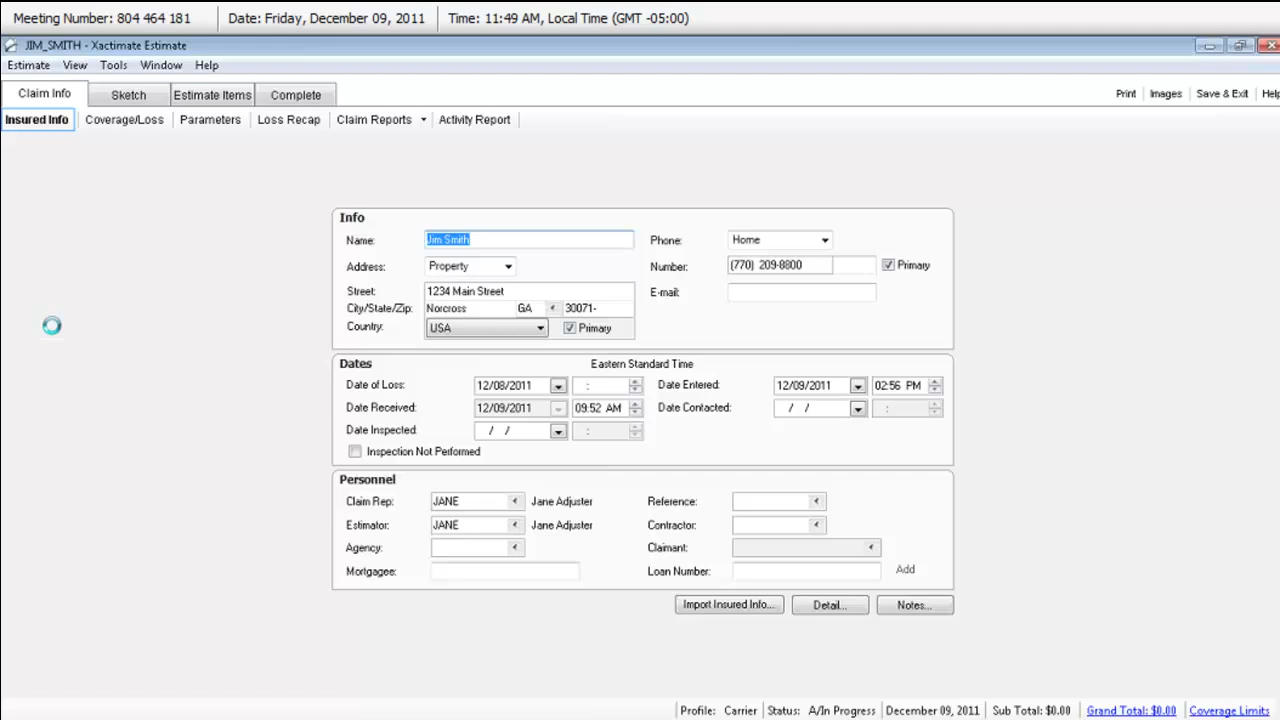 Meeting Number: 804 464 181 Date: Friday, December 09, 2011 Time: 11:49 AM, Local Time (GMT -05:00)
JIM_SMITH - Xactimate Estimate
Estimate View Tools Window Help
Claim Info Sketch Estimate Items Complete Print Images Save & Exit Help
Insured Info Coverage/Loss Parameters Loss Recap Claim Reports Activity Report
Info
Name: Jim Smith Phone: Home
Address: Property Number: (770) 209-8800 Primary
Street: 1234 Main Street E-mail:
City/State/Zip: Norcross GA 30071-
Country: USA Primary
Dates Eastern Standard Time
Date of Loss: 12/08/2011 : Date Entered: 12/09/2011 02:56 PM
Date Received: 12/09/2011 09:52 AM Date Contacted: / / :
Date Inspected: / / :
Inspection Not Performed
Personnel
Claim Rep: JANE Jane Adjuster Reference:
Estimator: JANE Jane Adjuster Contractor:
Agency: Claimant:
Mortgagee: Loan Number: Add
Import Insured Info... Detail... Notes...
Profile: Carrier Status: A/In Progress December 09, 2011 Sub Total: $0.00 Grand Total: $0.00 Coverage Limits